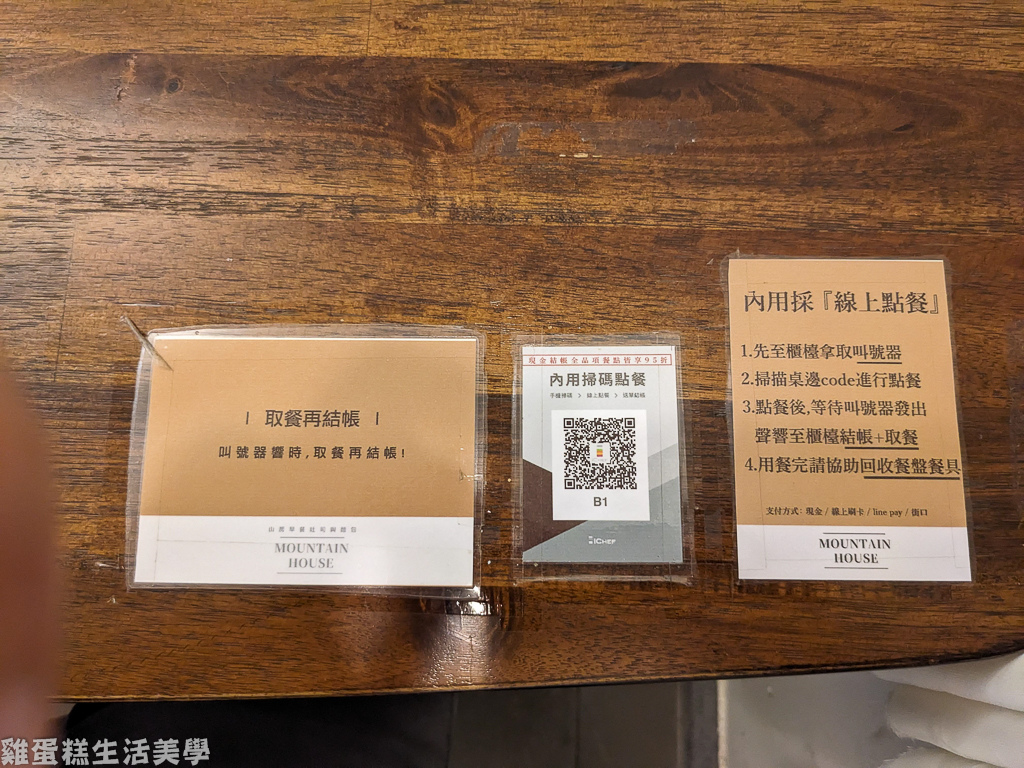 | 取餐再結帳 |
叫號器響時,取餐再結帳!
MOUNTAIN
HOUSE
現金結帳全品項餐點皆享95折
內用掃碼點餐
手機掃碼 > 線上點餐 > 送單結帳
B1
iCHEF
內用採『線上點餐』
1.先至櫃檯拿取叫號器
2.掃描桌邊code進行點餐
3.點餐後,等待叫號器發出
聲響至櫃檯結帳+取餐
4.用餐完請協助回收餐盤餐具
支付方式: 現金 / 線上刷卡 / line pay / 街口
MOUNTAIN
HOUSE
雞蛋糕生活美學